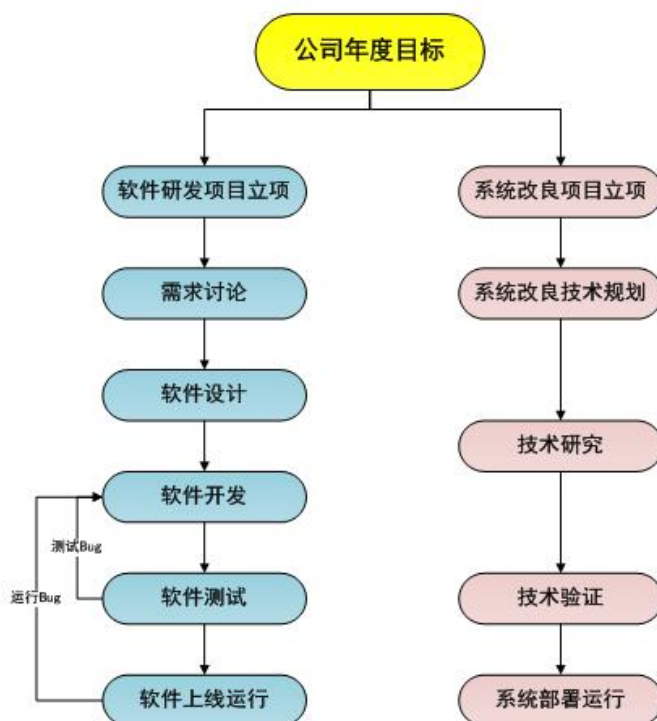 公司年度目标
软件研发项目立项
系统改良项目立项
需求讨论
系统改良技术规划
软件设计
技术研究
软件开发
测试Bug
运行Bug
软件测试
技术验证
软件上线运行
系统部署运行